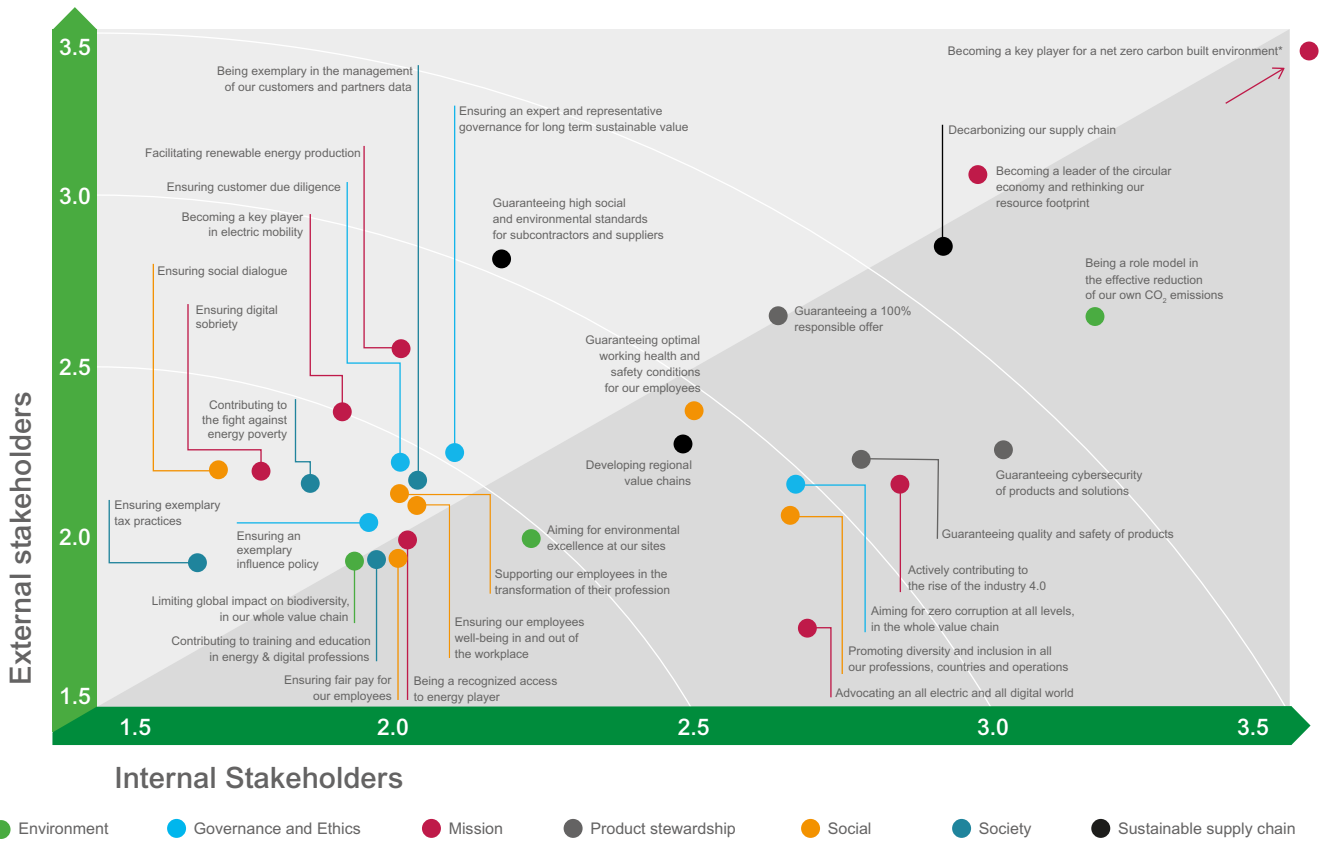 3.5
3.0
2.5
2.0
1.5
External stakeholders
Becoming a key player for a net zero carbon built environment*
Being exemplary in the management
of our customers and partners data
Ensuring an expert and representative
governance for long term sustainable value
Decarbonizing our supply chain
Facilitating renewable energy production
Becoming a leader of the circular
economy and rethinking our
resource footprint
Ensuring customer due diligence
Guaranteeing high social
and environmental standards
for subcontractors and suppliers
Becoming a key player
in electric mobility
Ensuring social dialogue
Being a role model in
the effective reduction
of our own CO2 emissions
Ensuring digital
sobriety
Guaranteeing a 100%
responsible offer
Guaranteeing optimal
working health and
safety conditions
for our employees
Contributing to
the fight against
energy poverty
Developing regional
value chains
Guaranteeing cybersecurity
of products and solutions
Ensuring exemplary
tax practices
Ensuring an
exemplary
influence policy
Aiming for environmental
excellence at our sites
Guaranteeing quality and safety of products
Supporting our employees in the
transformation of their profession
Actively contributing to
the rise of the industry 4.0
Limiting global impact on biodiversity,
in our whole value chain
Aiming for zero corruption at all levels,
in the whole value chain
Ensuring our employees
well-being in and out of
the workplace
Contributing to training and education
in energy & digital professions
Promoting diversity and inclusion in all
our professions, countries and operations
Ensuring fair pay for
our employees
Being a recognized access
to energy player
Advocating an all electric and all digital world
1.5
2.0
2.5
3.0
3.5
Internal Stakeholders
Environment
Governance and Ethics
Mission
Product stewardship
Social
Society
Sustainable supply chain